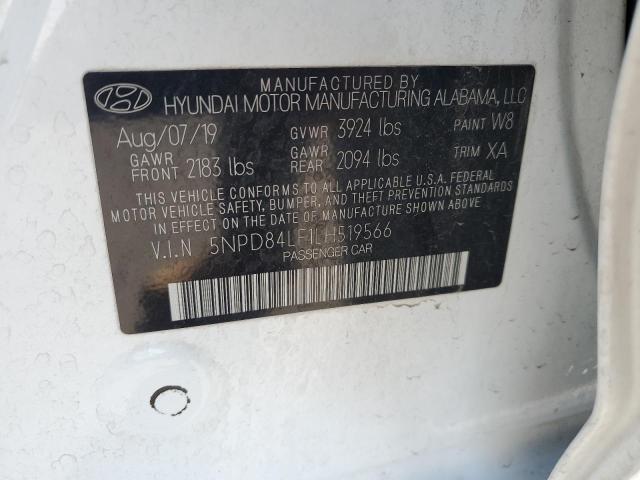 MANUFACTURED BY
HYUNDAI MOTOR MANUFACTURING ALABAMA, LLC
Aug/07/19 GVWR 3924 lbs PAINT W8
GAWR FRONT 2183 lbs GAWR REAR 2094 lbs TRIM XA
THIS VEHICLE CONFORMS TO ALL APPLICABLE U.S.A. FEDERAL
MOTOR VEHICLE SAFETY, BUMPER, AND THEFT PREVENTION STANDARDS
IN EFFECT ON THE DATE OF MANUFACTURE SHOWN ABOVE
V.I.N 5NPD84LF1LH519566
PASSENGER CAR